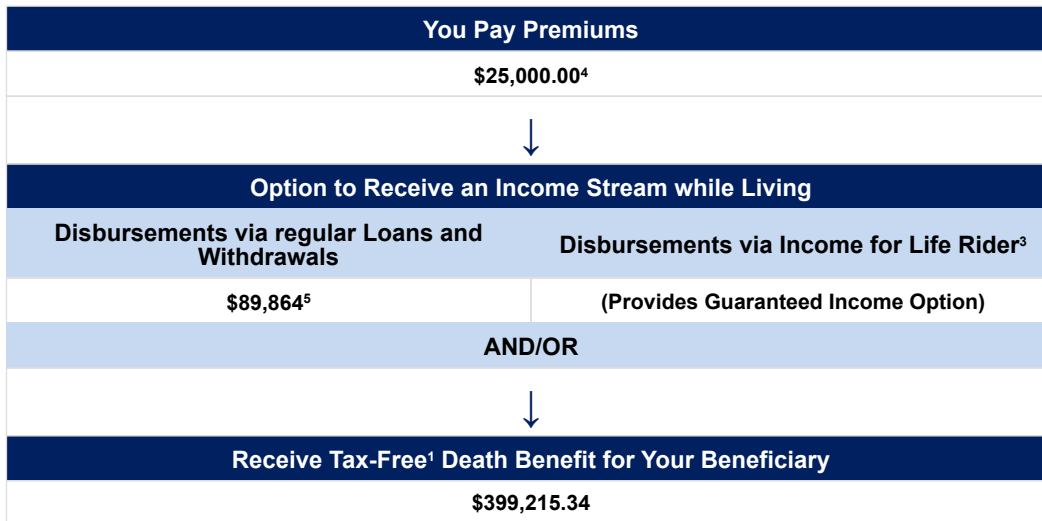 You Pay Premiums
$25,000.00⁴
↓
Option to Receive an Income Stream while Living
Disbursements via regular Loans and
Withdrawals
Disbursements via Income for Life Rider³
$89,864⁵
(Provides Guaranteed Income Option)
AND/OR
↓
Receive Tax-Free¹ Death Benefit for Your Beneficiary
$399,215.34